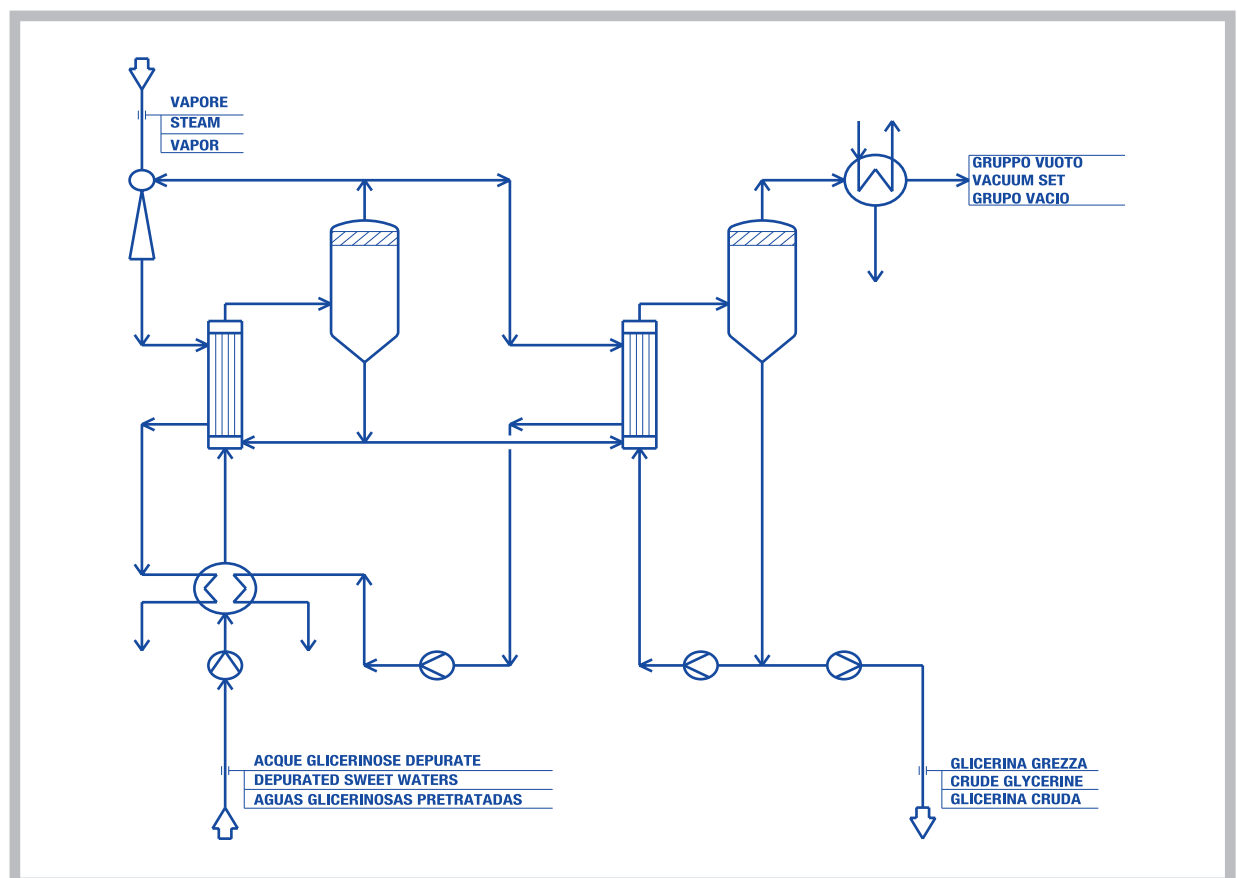 VAPORE
STEAM
VAPOR
GRUPPO VUOTO
VACUUM SET
GRUPO VACIO
ACQUE GLICERINOSE DEPURATE
DEPURATED SWEET WATERS
AGUAS GLICERINOSAS PRETRATADAS
GLICERINA GREZZA
CRUDE GLYCERINE
GLICERINA CRUDA